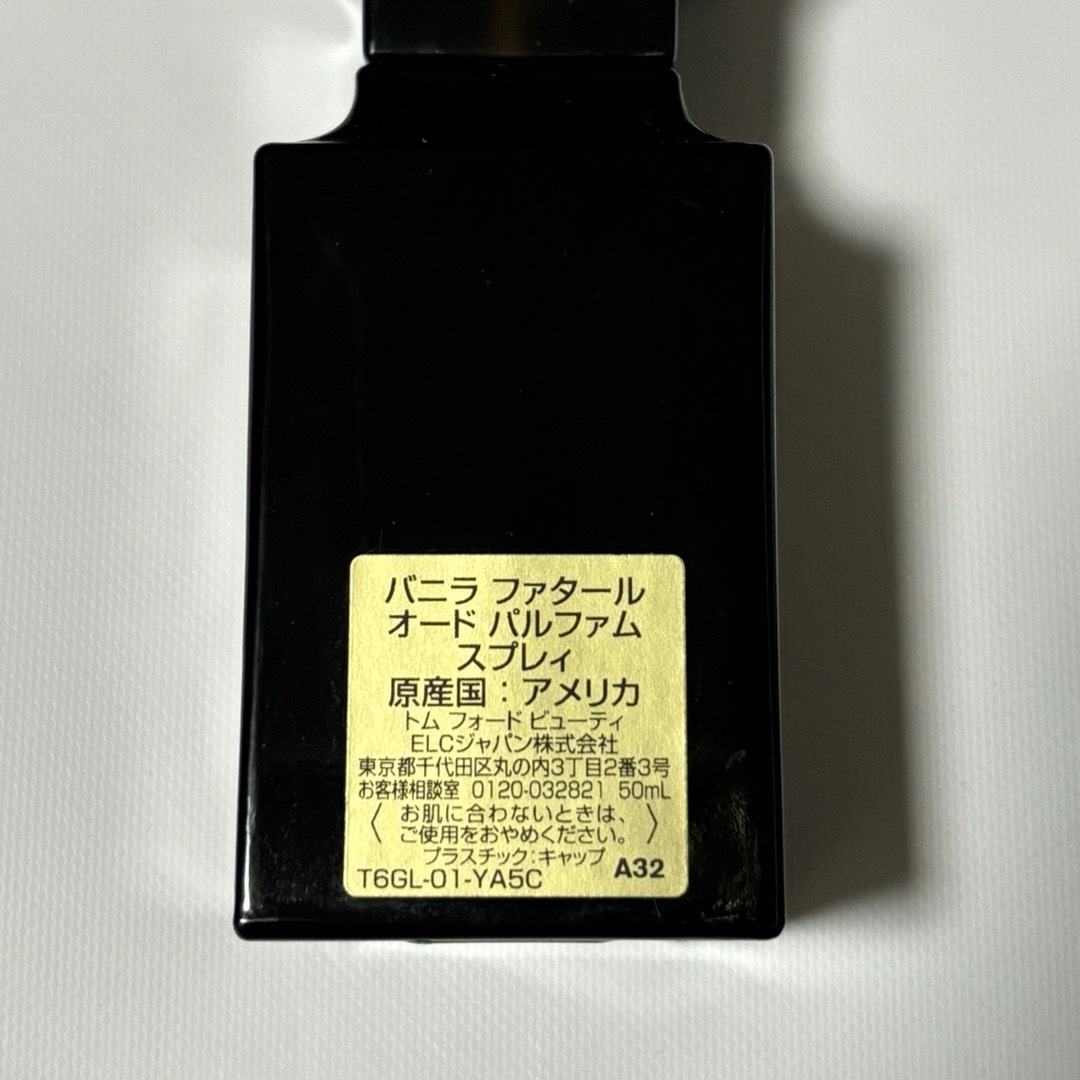 バニラ ファタール
オード パルファム
スプレィ
原産国：アメリカ
トム フォード ビューティ
ELCジャパン株式会社
東京都千代田区丸の内3丁目2番3号
お客様相談室 0120-032821 50mL
〈 お肌に合わないときは、
ご使用をおやめください。 〉
プラスチック：キャップ
T6GL-01-YA5C A32